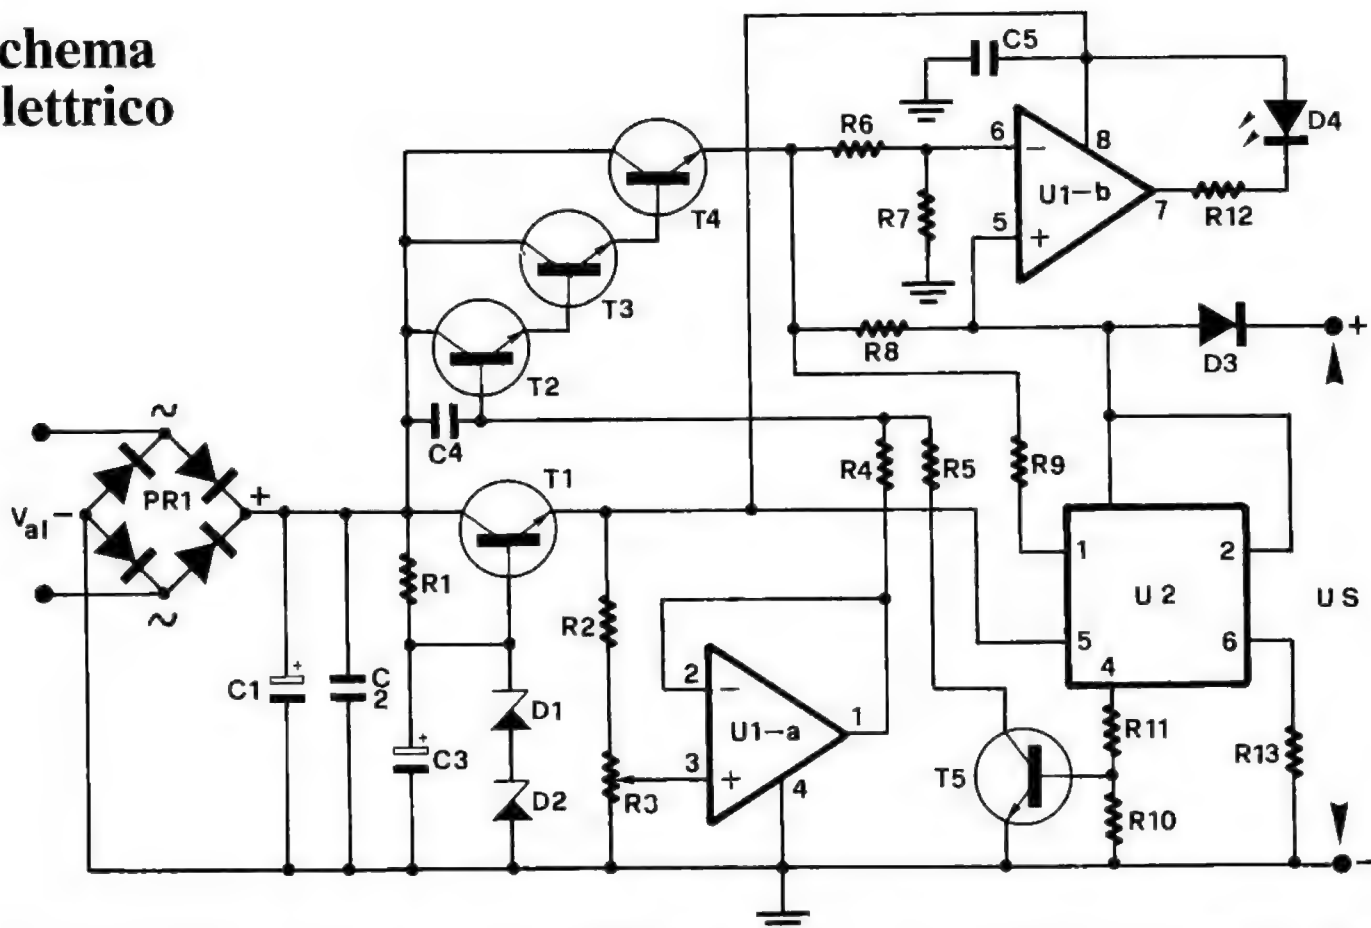 chema
lettrico
C5
D4
R6
6
−
8
U1-b
7
R12
R7
5
+
T4
T3
T2
R8
D3
+
C4
T1
R4
R5
R9
~
PR1
+
Val
−
~
R1
R2
1
2
U 2
5
6
4
US
C1
+
C
2
C3
+
D1
D2
2
−
U1-a
1
3
+
4
R3
T5
R11
R10
R13
−